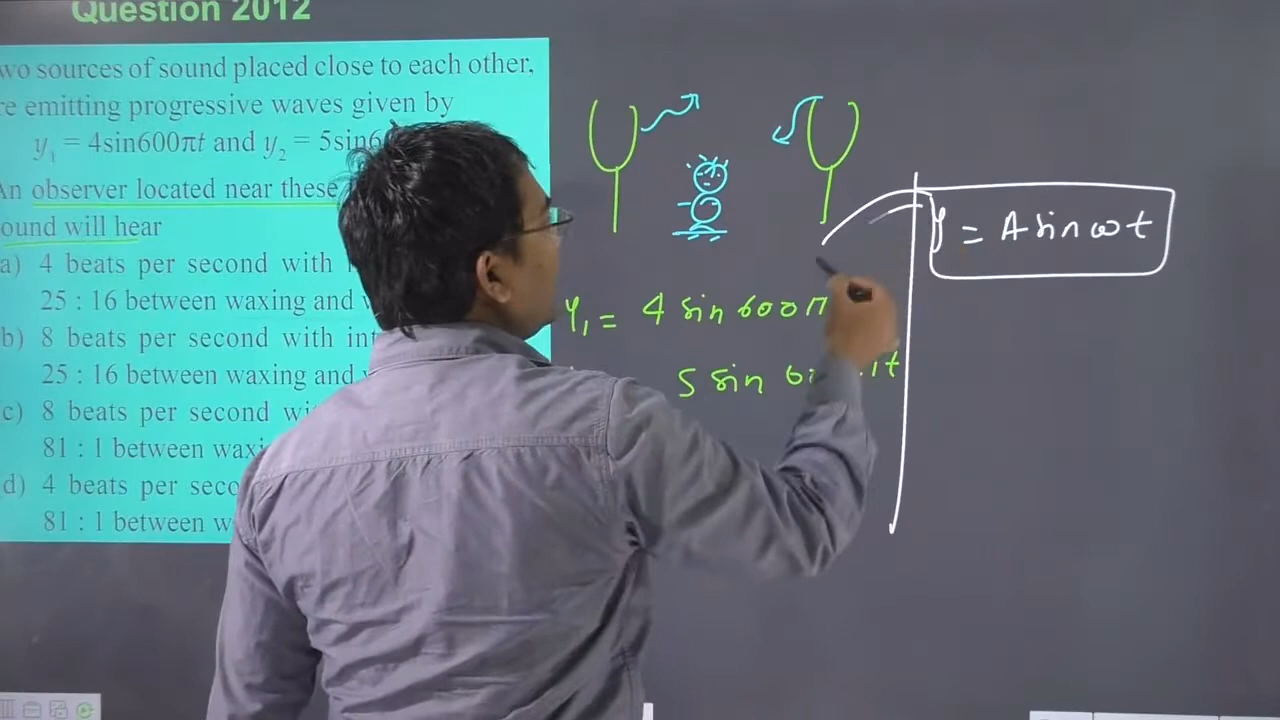 Question 2012
wo sources of sound placed close to each other,
re emitting progressive waves given by
y₁ = 4sin600πt and y₂ = 5sin6
An observer located near these
ound will hear
a) 4 beats per second with
25 : 16 between waxing and
b) 8 beats per second with int
25 : 16 between waxing and
c) 8 beats per second wi
81 : 1 between waxi
d) 4 beats per seco
81 : 1 between w
y = A sin ωt
y₁ = 4 sin 600π
5 sin 6 πt